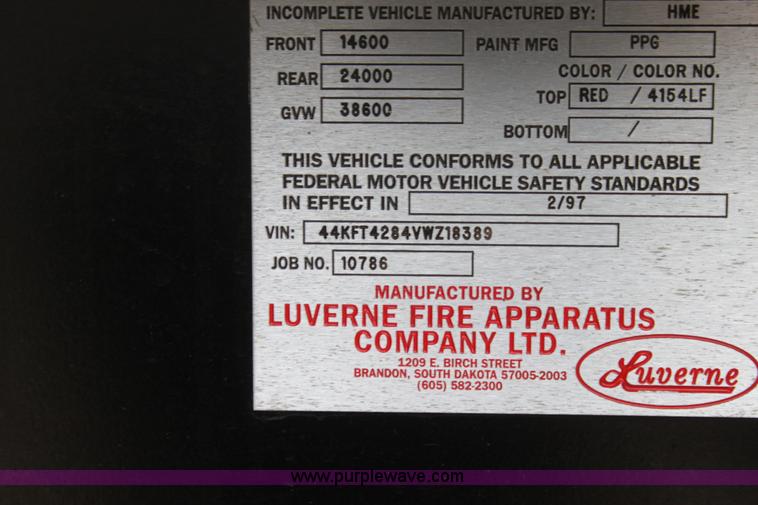 INCOMPLETE VEHICLE MANUFACTURED BY: HME
FRONT 14600 PAINT MFG PPG
REAR 24000 COLOR / COLOR NO.
TOP RED / 4154LF
GVW 38600
BOTTOM /
THIS VEHICLE CONFORMS TO ALL APPLICABLE
FEDERAL MOTOR VEHICLE SAFETY STANDARDS
IN EFFECT IN 2/97
VIN: 44KFT4284VWZ18389
JOB NO. 10786
MANUFACTURED BY
LUVERNE FIRE APPARATUS
COMPANY LTD.
1209 E. BIRCH STREET
BRANDON, SOUTH DAKOTA 57005-2003
(605) 582-2300
Luverne
www.purplewave.com